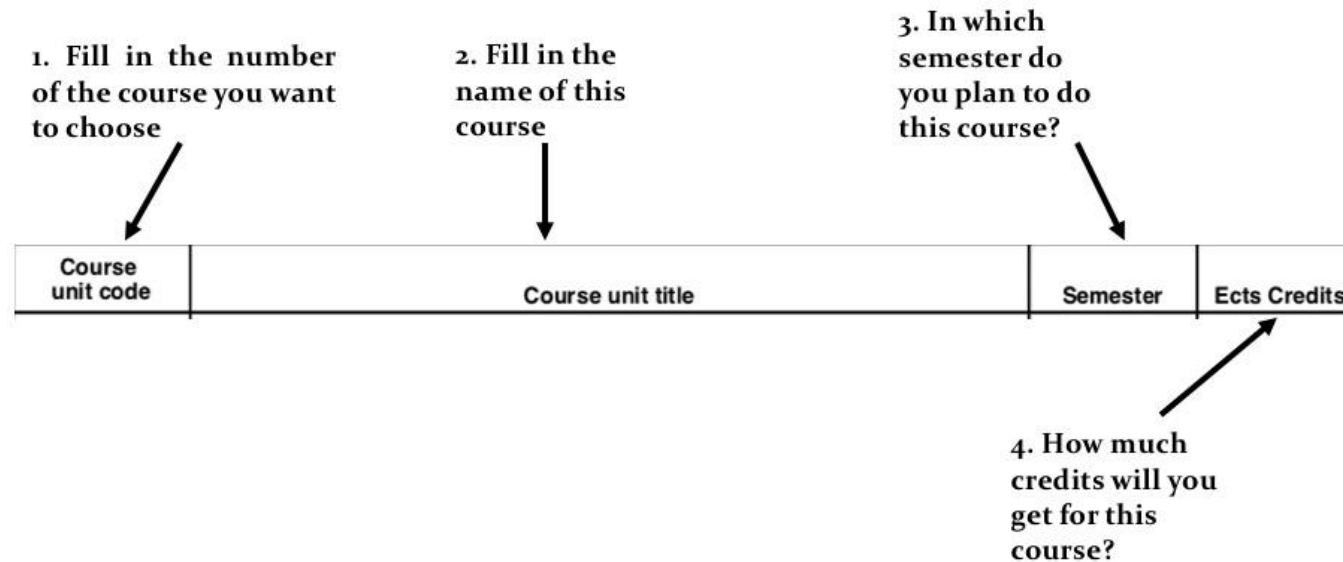 1. Fill in the number
of the course you want
to choose
2. Fill in the
name of this
course
3. In which
semester do
you plan to do
this course?
Course
unit code
Course unit title
Semester
Ects Credits
4. How much
credits will you
get for this
course?